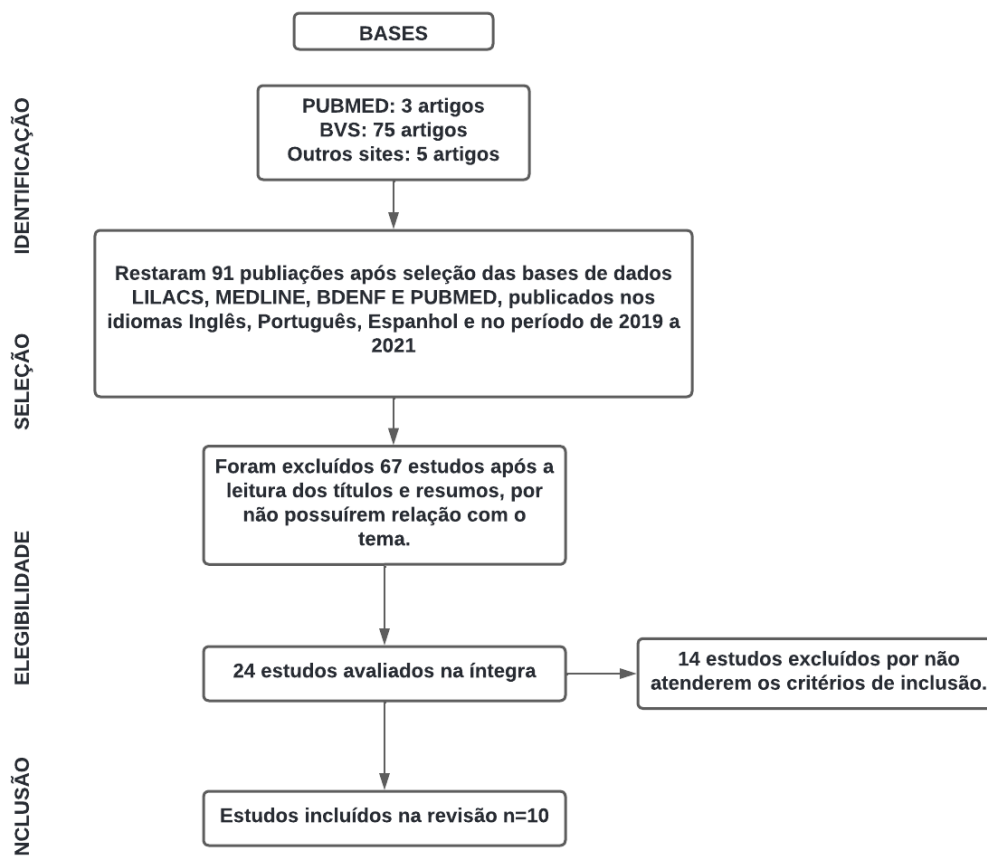 BASES
IDENTIFICAÇÃO
PUBMED: 3 artigos
BVS: 75 artigos
Outros sites: 5 artigos
Restaram 91 publiações após seleção das bases de dados
LILACS, MEDLINE, BDENF E PUBMED, publicados nos
idiomas Inglês, Português, Espanhol e no período de 2019 a
2021
SELEÇÃO
Foram excluídos 67 estudos após a
leitura dos títulos e resumos, por
não possuírem relação com o
tema.
ELEGIBILIDADE
24 estudos avaliados na íntegra
14 estudos excluídos por não
atenderem os critérios de inclusão.
NCLUSÃO
Estudos incluídos na revisão n=10